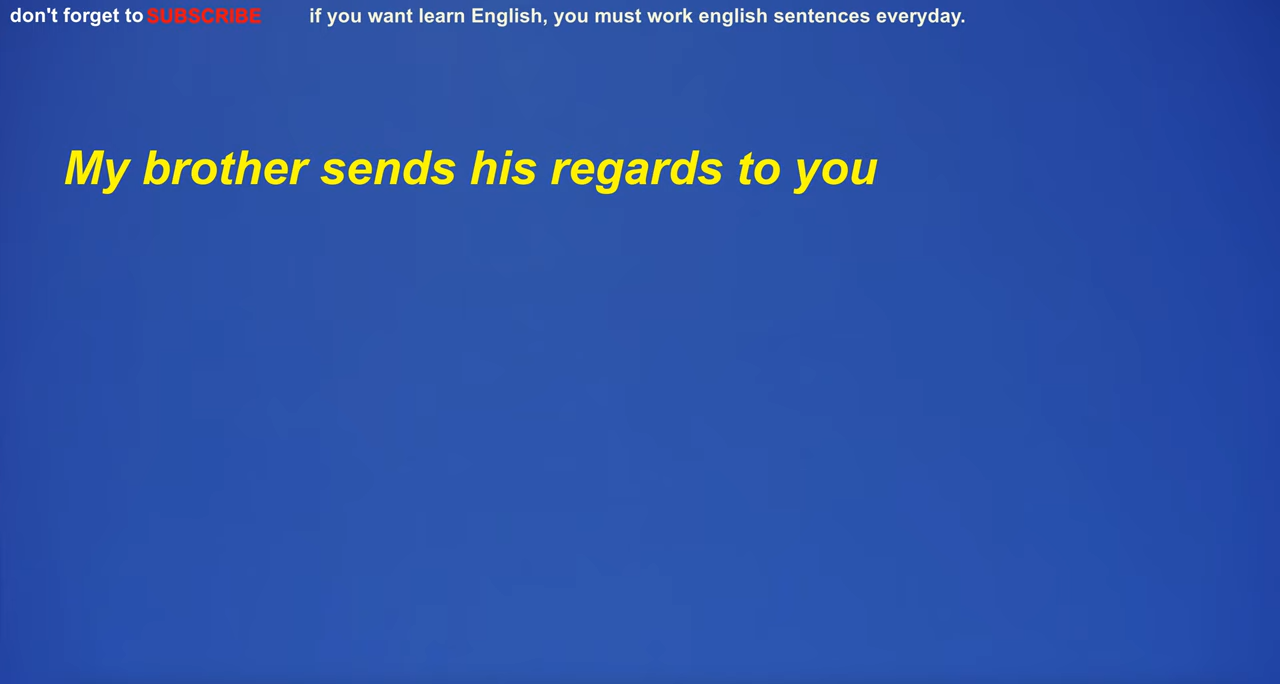 don't forget to SUBSCRIBE if you want learn English, you must work english sentences everyday.
My brother sends his regards to you